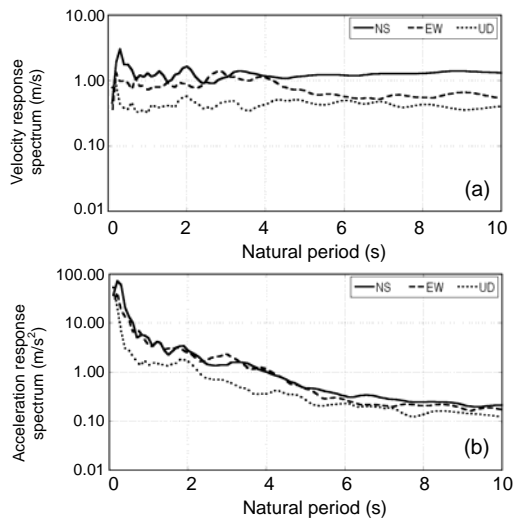 10.00
NS EW UD
1.00
0.10
0.01
Velocity response
spectrum (m/s)
(a)
0 2 4 6 8 10
Natural period (s)
100.00
NS EW UD
10.00
1.00
0.10
0.01
Acceleration response
spectrum (m/s²)
(b)
0 2 4 6 8 10
Natural period (s)